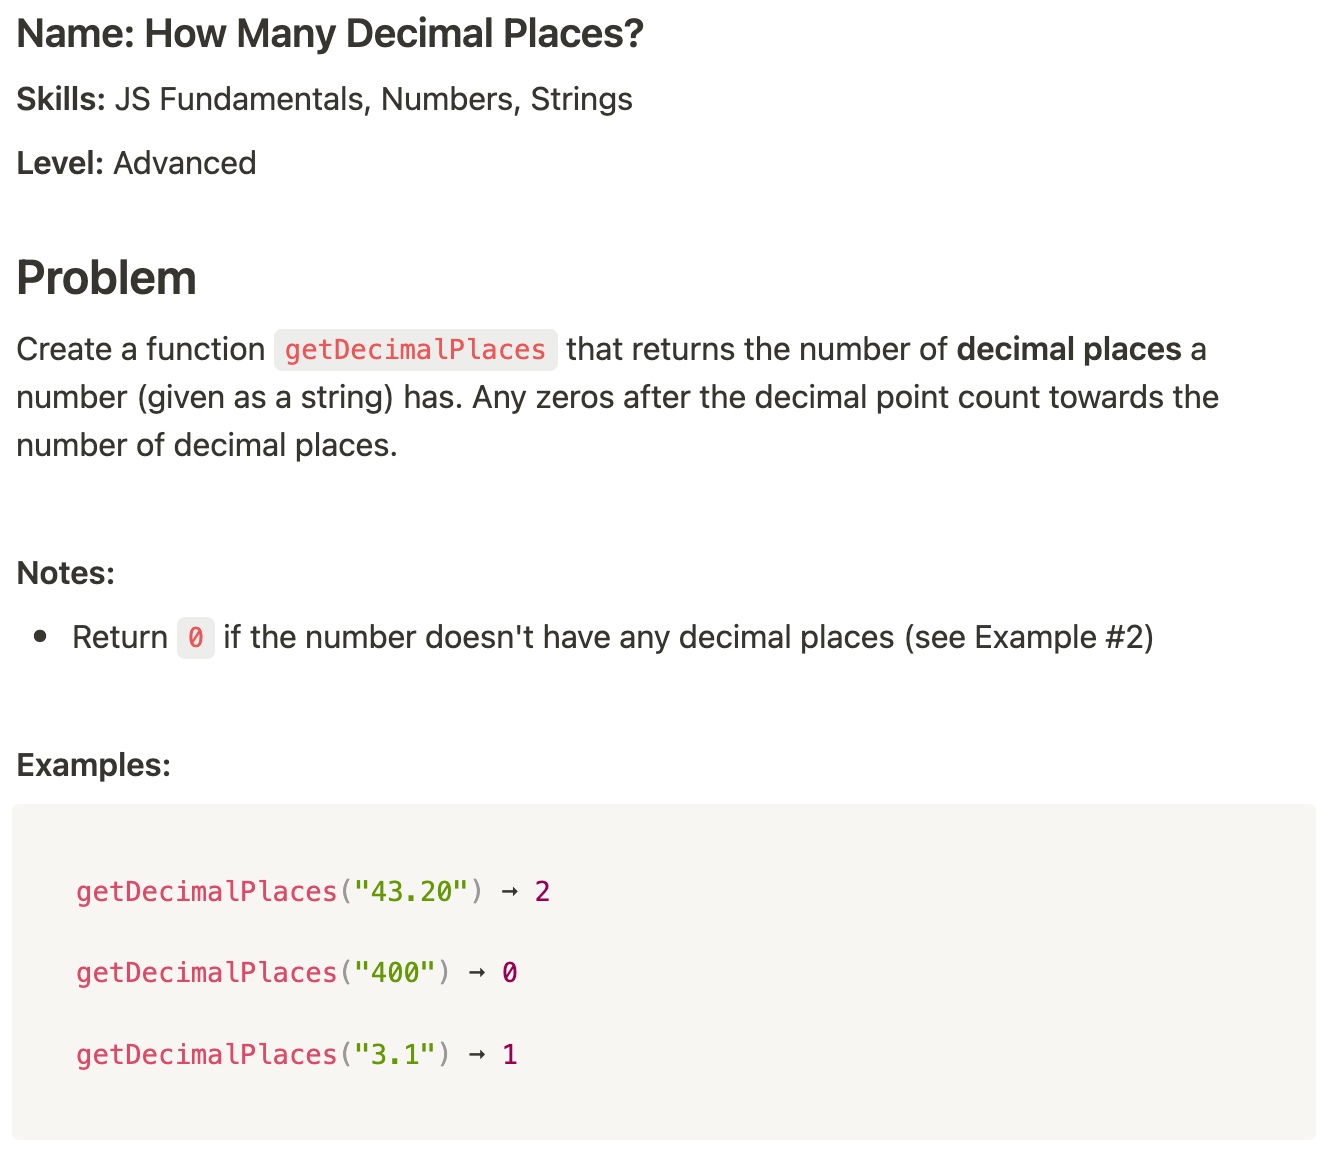 Name: How Many Decimal Places?
Skills: JS Fundamentals, Numbers, Strings
Level: Advanced
Problem
Create a function getDecimalPlaces that returns the number of decimal places a
number (given as a string) has. Any zeros after the decimal point count towards the
number of decimal places.
Notes:
• Return 0 if the number doesn't have any decimal places (see Example #2)
Examples:
getDecimalPlaces("43.20") → 2
getDecimalPlaces("400") → 0
getDecimalPlaces("3.1") → 1